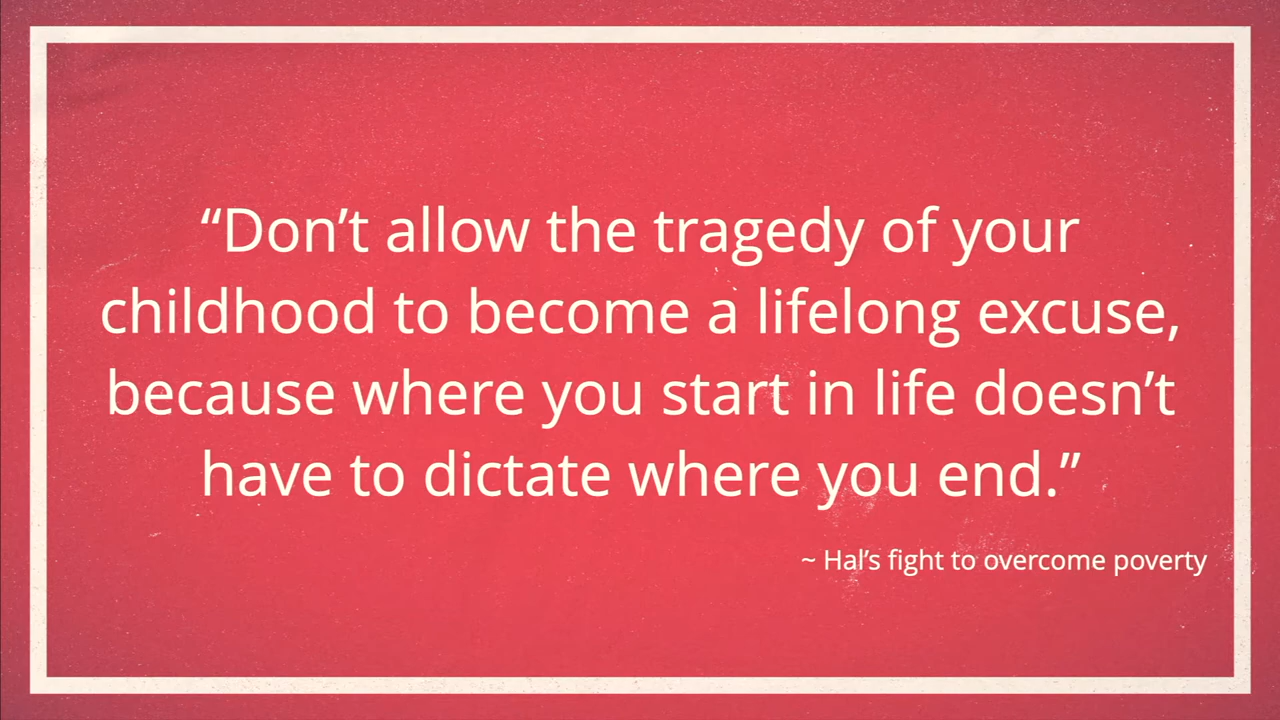 “Don’t allow the tragedy of your
childhood to become a lifelong excuse,
because where you start in life doesn’t
have to dictate where you end.”
~ Hal’s fight to overcome poverty